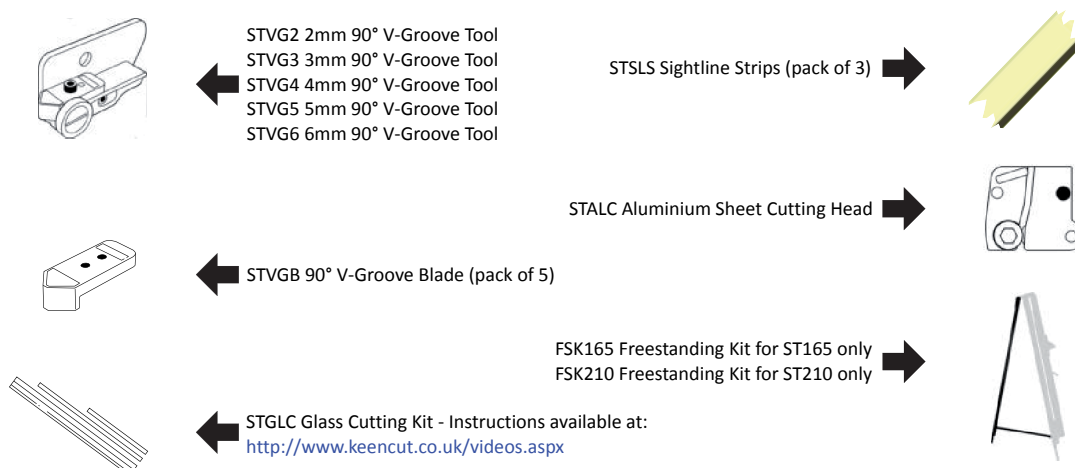 STVG2 2mm 90° V-Groove Tool
STVG3 3mm 90° V-Groove Tool
STVG4 4mm 90° V-Groove Tool
STVG5 5mm 90° V-Groove Tool
STVG6 6mm 90° V-Groove Tool
STSLS Sightline Strips (pack of 3)
STALC Aluminium Sheet Cutting Head
STVGB 90° V-Groove Blade (pack of 5)
FSK165 Freestanding Kit for ST165 only
FSK210 Freestanding Kit for ST210 only
STGLC Glass Cutting Kit - Instructions available at:
http://www.keencut.co.uk/videos.aspx